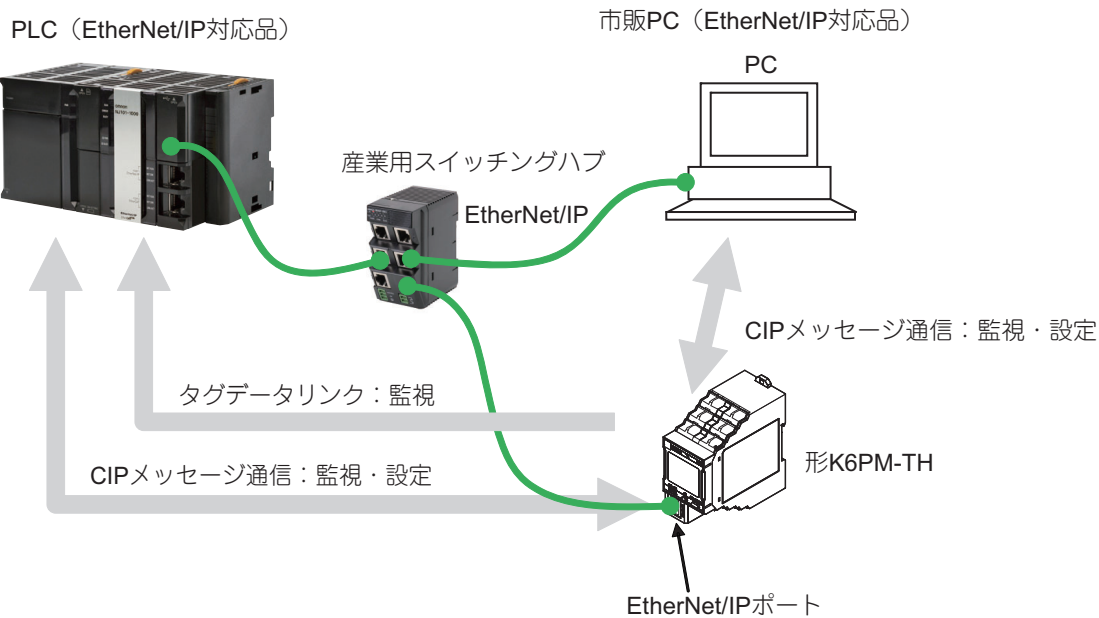 PLC（EtherNet/IP対応品）
市販PC（EtherNet/IP対応品）
PC
産業用スイッチングハブ
EtherNet/IP
CIPメッセージ通信：監視・設定
タグデータリンク：監視
CIPメッセージ通信：監視・設定
形K6PM-TH
EtherNet/IPポート